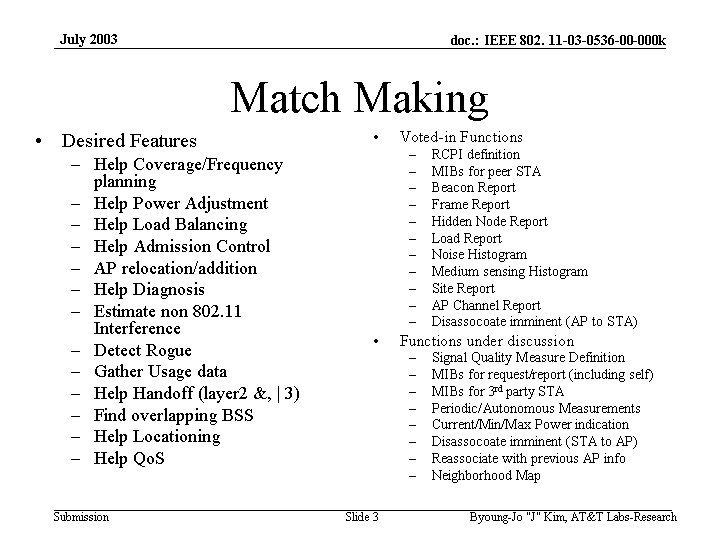 July 2003
doc. : IEEE 802. 11-03-0536-00-000k
Match Making
• Desired Features
– Help Coverage/Frequency
planning
– Help Power Adjustment
– Help Load Balancing
– Help Admission Control
– AP relocation/addition
– Help Diagnosis
– Estimate non 802.11
Interference
– Detect Rogue
– Gather Usage data
– Help Handoff (layer2 &, | 3)
– Find overlapping BSS
– Help Locationing
– Help QoS
• Voted-in Functions
– RCPI definition
– MIBs for peer STA
– Beacon Report
– Frame Report
– Hidden Node Report
– Load Report
– Noise Histogram
– Medium sensing Histogram
– Site Report
– AP Channel Report
– Disassocoate imminent (AP to STA)
• Functions under discussion
– Signal Quality Measure Definition
– MIBs for request/report (including self)
– MIBs for 3rd party STA
– Periodic/Autonomous Measurements
– Current/Min/Max Power indication
– Disassocoate imminent (STA to AP)
– Reassociate with previous AP info
– Neighborhood Map
Submission
Slide 3
Byoung-Jo "J" Kim, AT&T Labs-Research